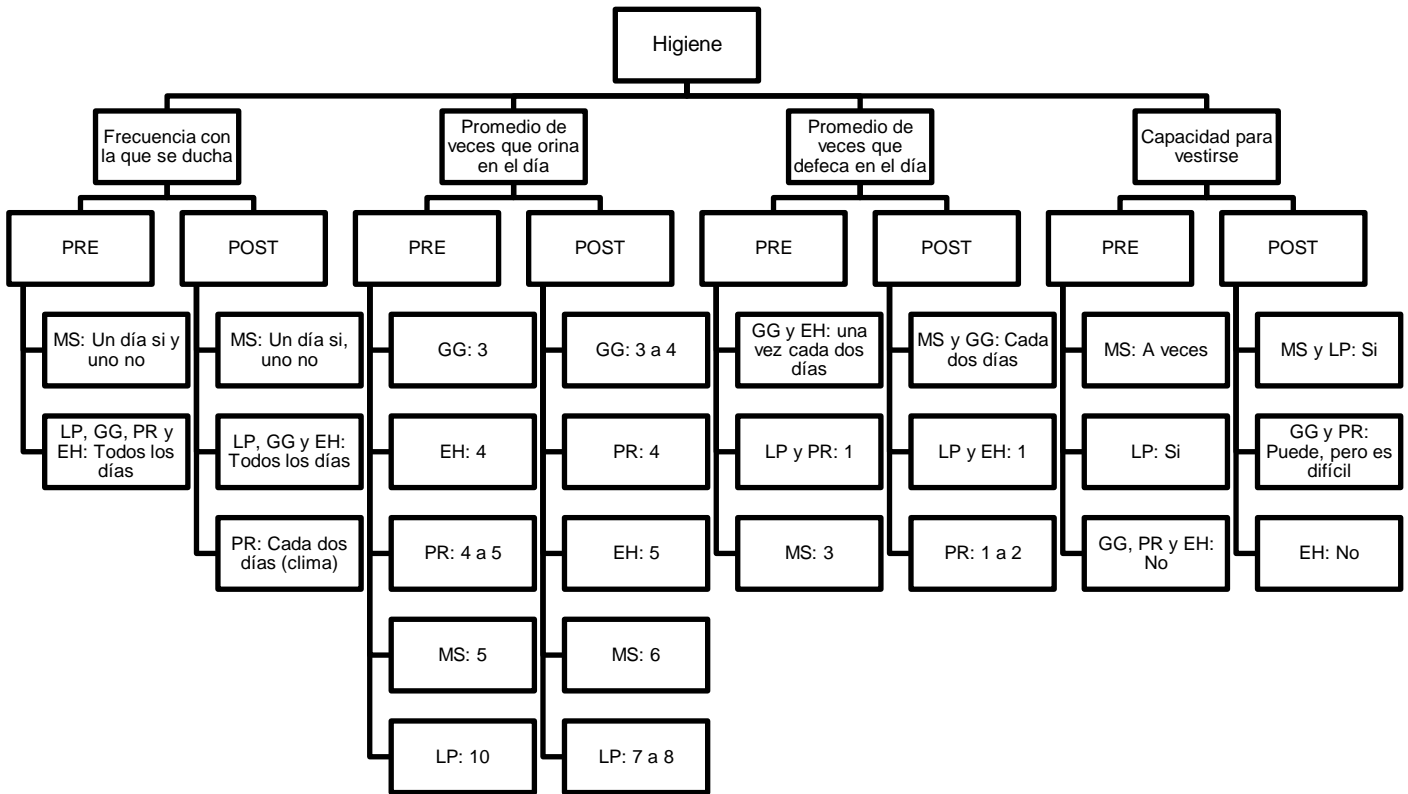 Higiene
Frecuencia con
la que se ducha
Promedio de
veces que orina
en el día
Promedio de
veces que
defeca en el día
Capacidad para
vestirse
PRE
POST
PRE
POST
PRE
POST
PRE
POST
MS: Un día si y
uno no
LP, GG, PR y
EH: Todos los
días
MS: Un día si,
uno no
LP, GG y EH:
Todos los días
PR: Cada dos
días (clima)
GG: 3
EH: 4
PR: 4 a 5
MS: 5
LP: 10
GG: 3 a 4
PR: 4
EH: 5
MS: 6
LP: 7 a 8
GG y EH: una
vez cada dos
días
LP y PR: 1
MS: 3
MS y GG: Cada
dos días
LP y EH: 1
PR: 1 a 2
MS: A veces
LP: Si
GG, PR y EH:
No
MS y LP: Si
GG y PR:
Puede, pero es
difícil
EH: No